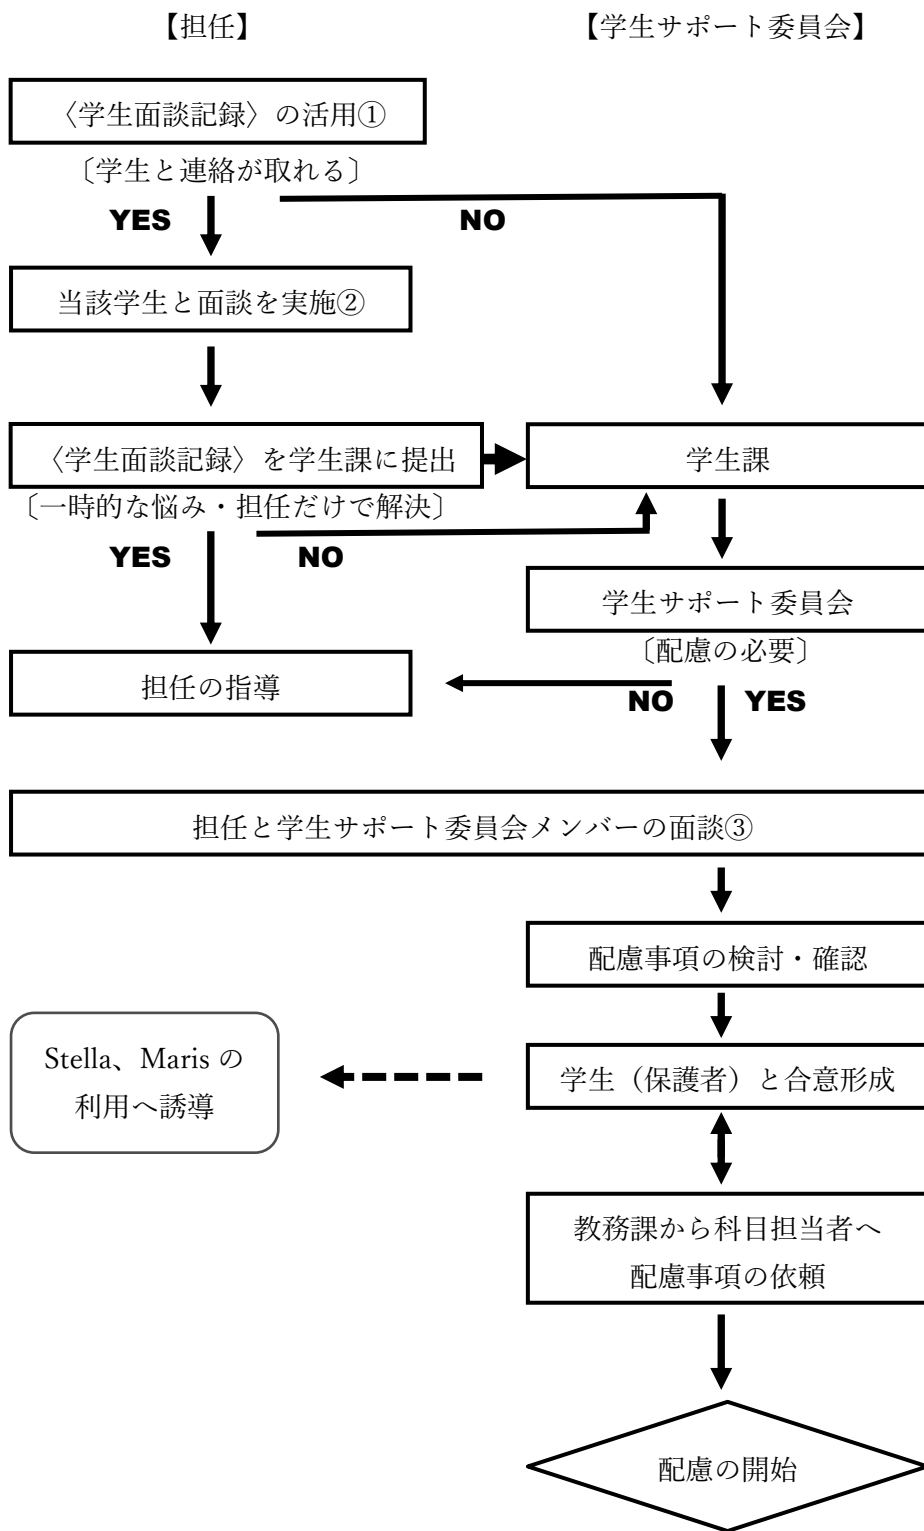 【担任】
【学生サポート委員会】
〈学生面談記録〉の活用①
〔学生と連絡が取れる〕
YES
NO
当該学生と面談を実施②
〈学生面談記録〉を学生課に提出
学生課
〔一時的な悩み・担任だけで解決〕
YES
NO
学生サポート委員会
〔配慮の必要〕
担任の指導
NO
YES
担任と学生サポート委員会メンバーの面談③
配慮事項の検討・確認
Stella、Maris の
利用へ誘導
学生（保護者）と合意形成
教務課から科目担当者へ
配慮事項の依頼
配慮の開始